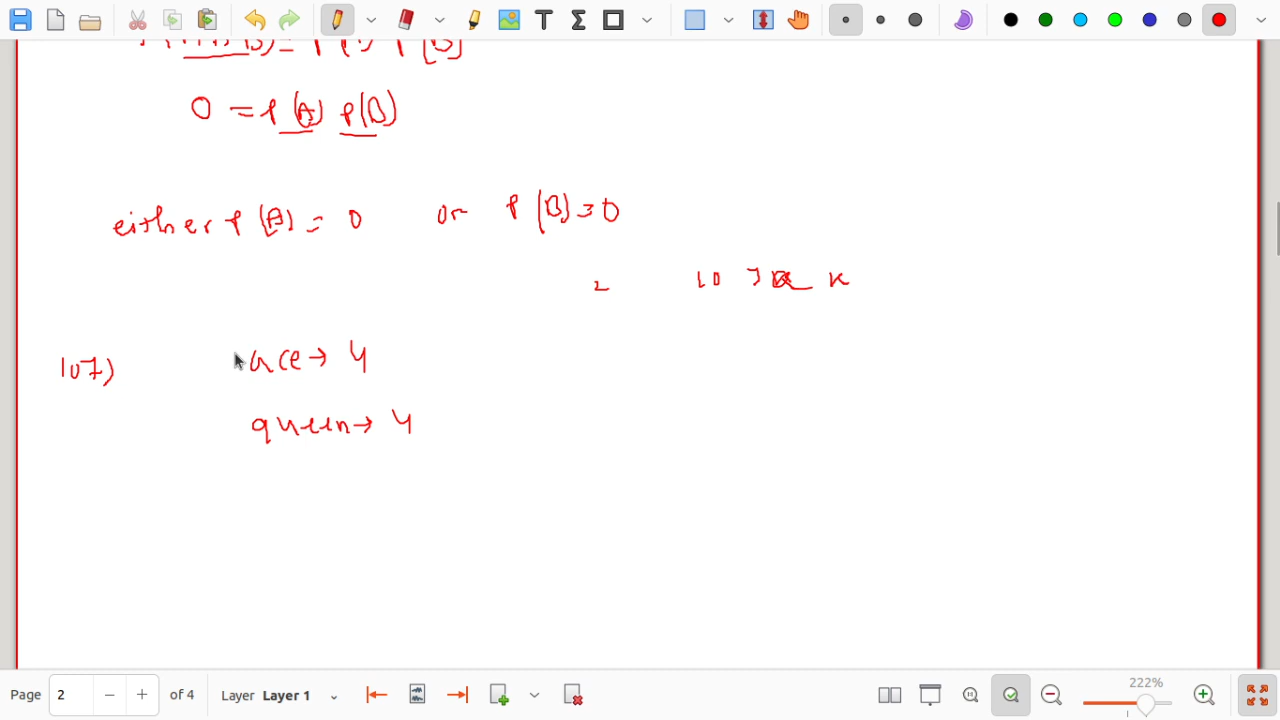 0 = P(A) P(B)
either P(A) = 0 or P(B) = 0
2 10 J Q K
107) ace → 4
queen → 4
Page 2 of 4 Layer Layer 1 222%